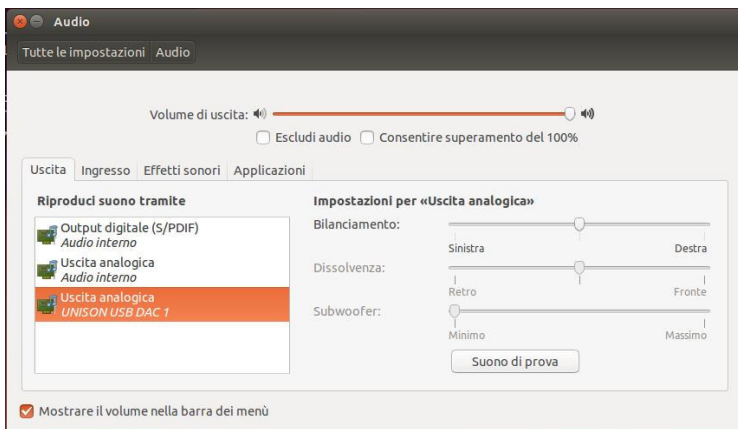 Audio
Tutte le impostazioni Audio
Volume di uscita:
Escludi audio Consentire superamento del 100%
Uscita Ingresso Effetti sonori Applicazioni
Riproduci suono tramite
Output digitale (S/PDIF)
Audio interno
Uscita analogica
Audio interno
Uscita analogica
UNISON USB DAC 1
Impostazioni per «Uscita analogica»
Bilanciamento:
Sinistra Destra
Dissolvenza:
Retro Fronte
Subwoofer:
Minimo Massimo
Suono di prova
Mostrare il volume nella barra dei menù